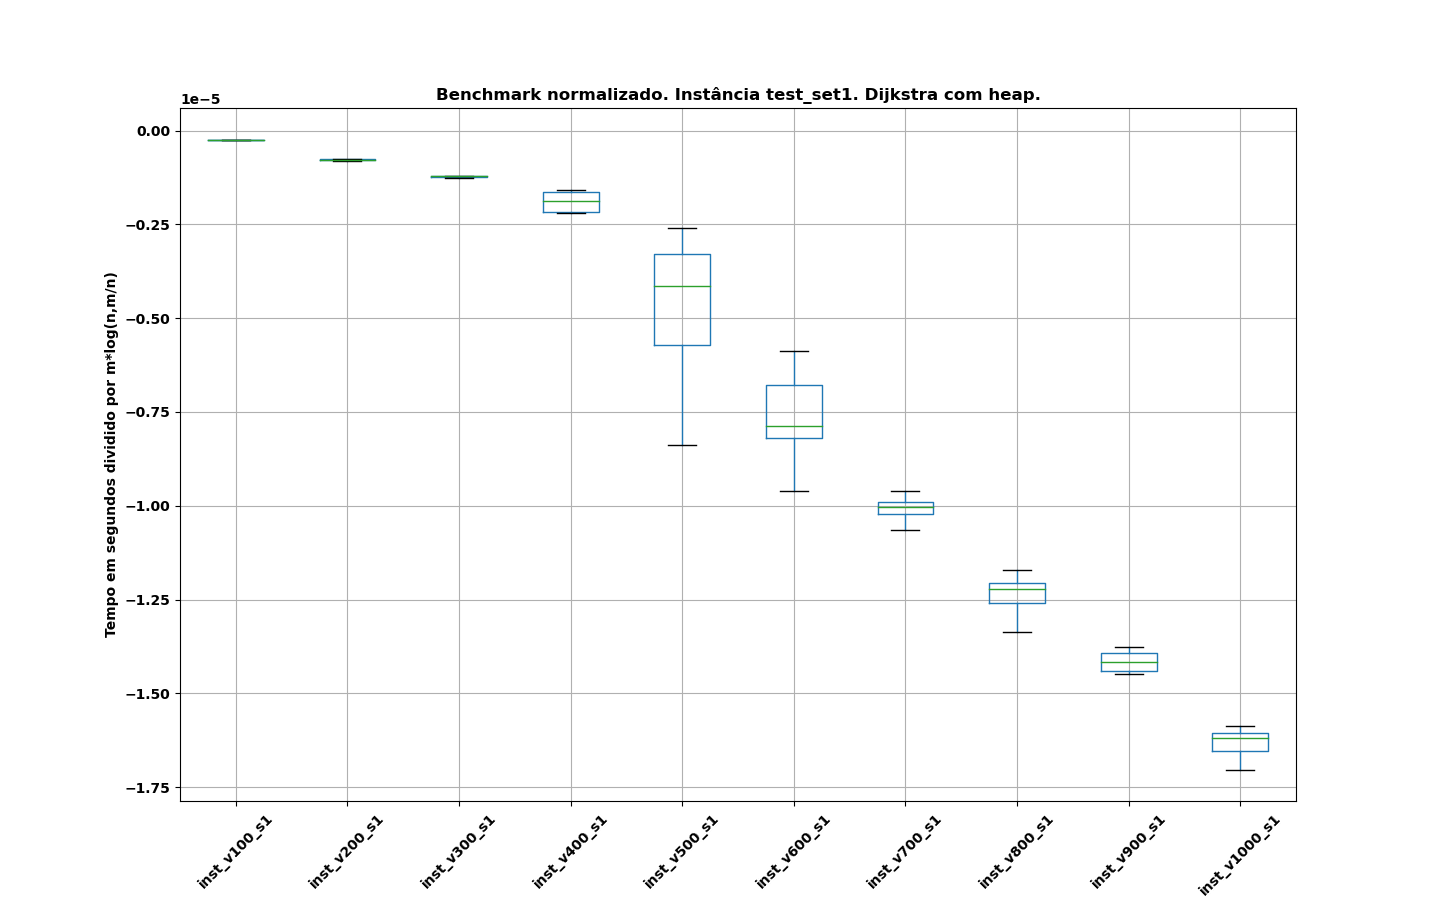 Benchmark normalizado. Instância test_set1. Dijkstra com heap.
1e−5
0.00
−0.25
−0.50
−0.75
−1.00
−1.25
−1.50
−1.75
Tempo em segundos dividido por m*log(n,m/n)
inst_v100_s1
inst_v200_s1
inst_v300_s1
inst_v400_s1
inst_v500_s1
inst_v600_s1
inst_v700_s1
inst_v800_s1
inst_v900_s1
inst_v1000_s1